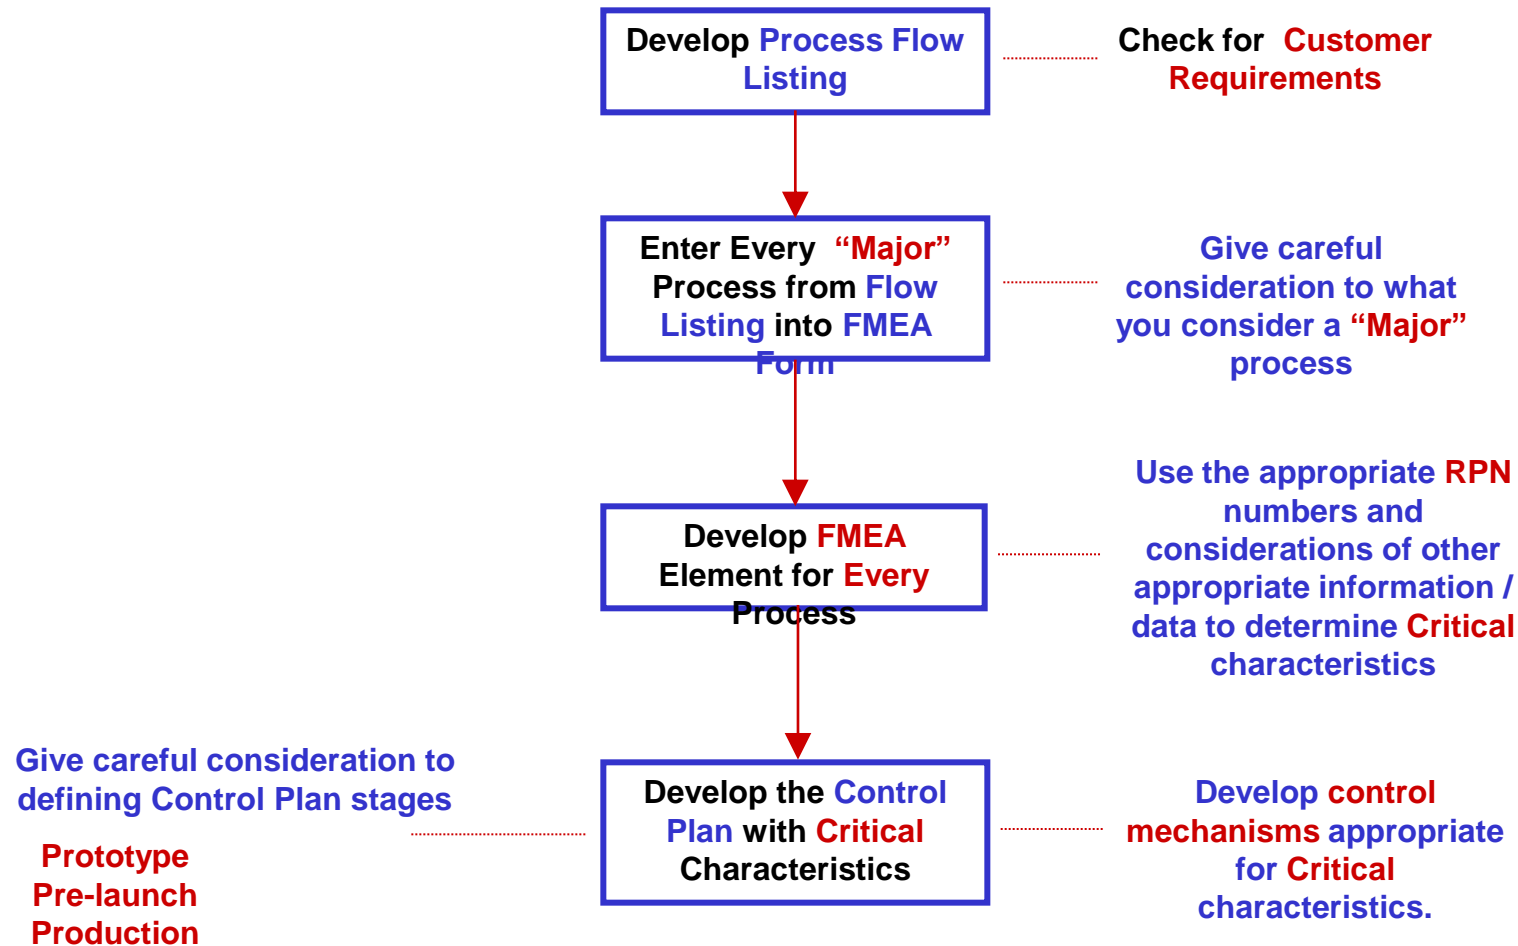 Develop Process Flow
Listing
Check for Customer
Requirements
Enter Every “Major”
Process from Flow
Listing into FMEA
Form
Give careful
consideration to what
you consider a “Major”
process
Develop FMEA
Element for Every
Process
Use the appropriate RPN
numbers and
considerations of other
appropriate information /
data to determine Critical
characteristics
Give careful consideration to
defining Control Plan stages
Prototype
Pre-launch
Production
Develop the Control
Plan with Critical
Characteristics
Develop control
mechanisms appropriate
for Critical
characteristics.